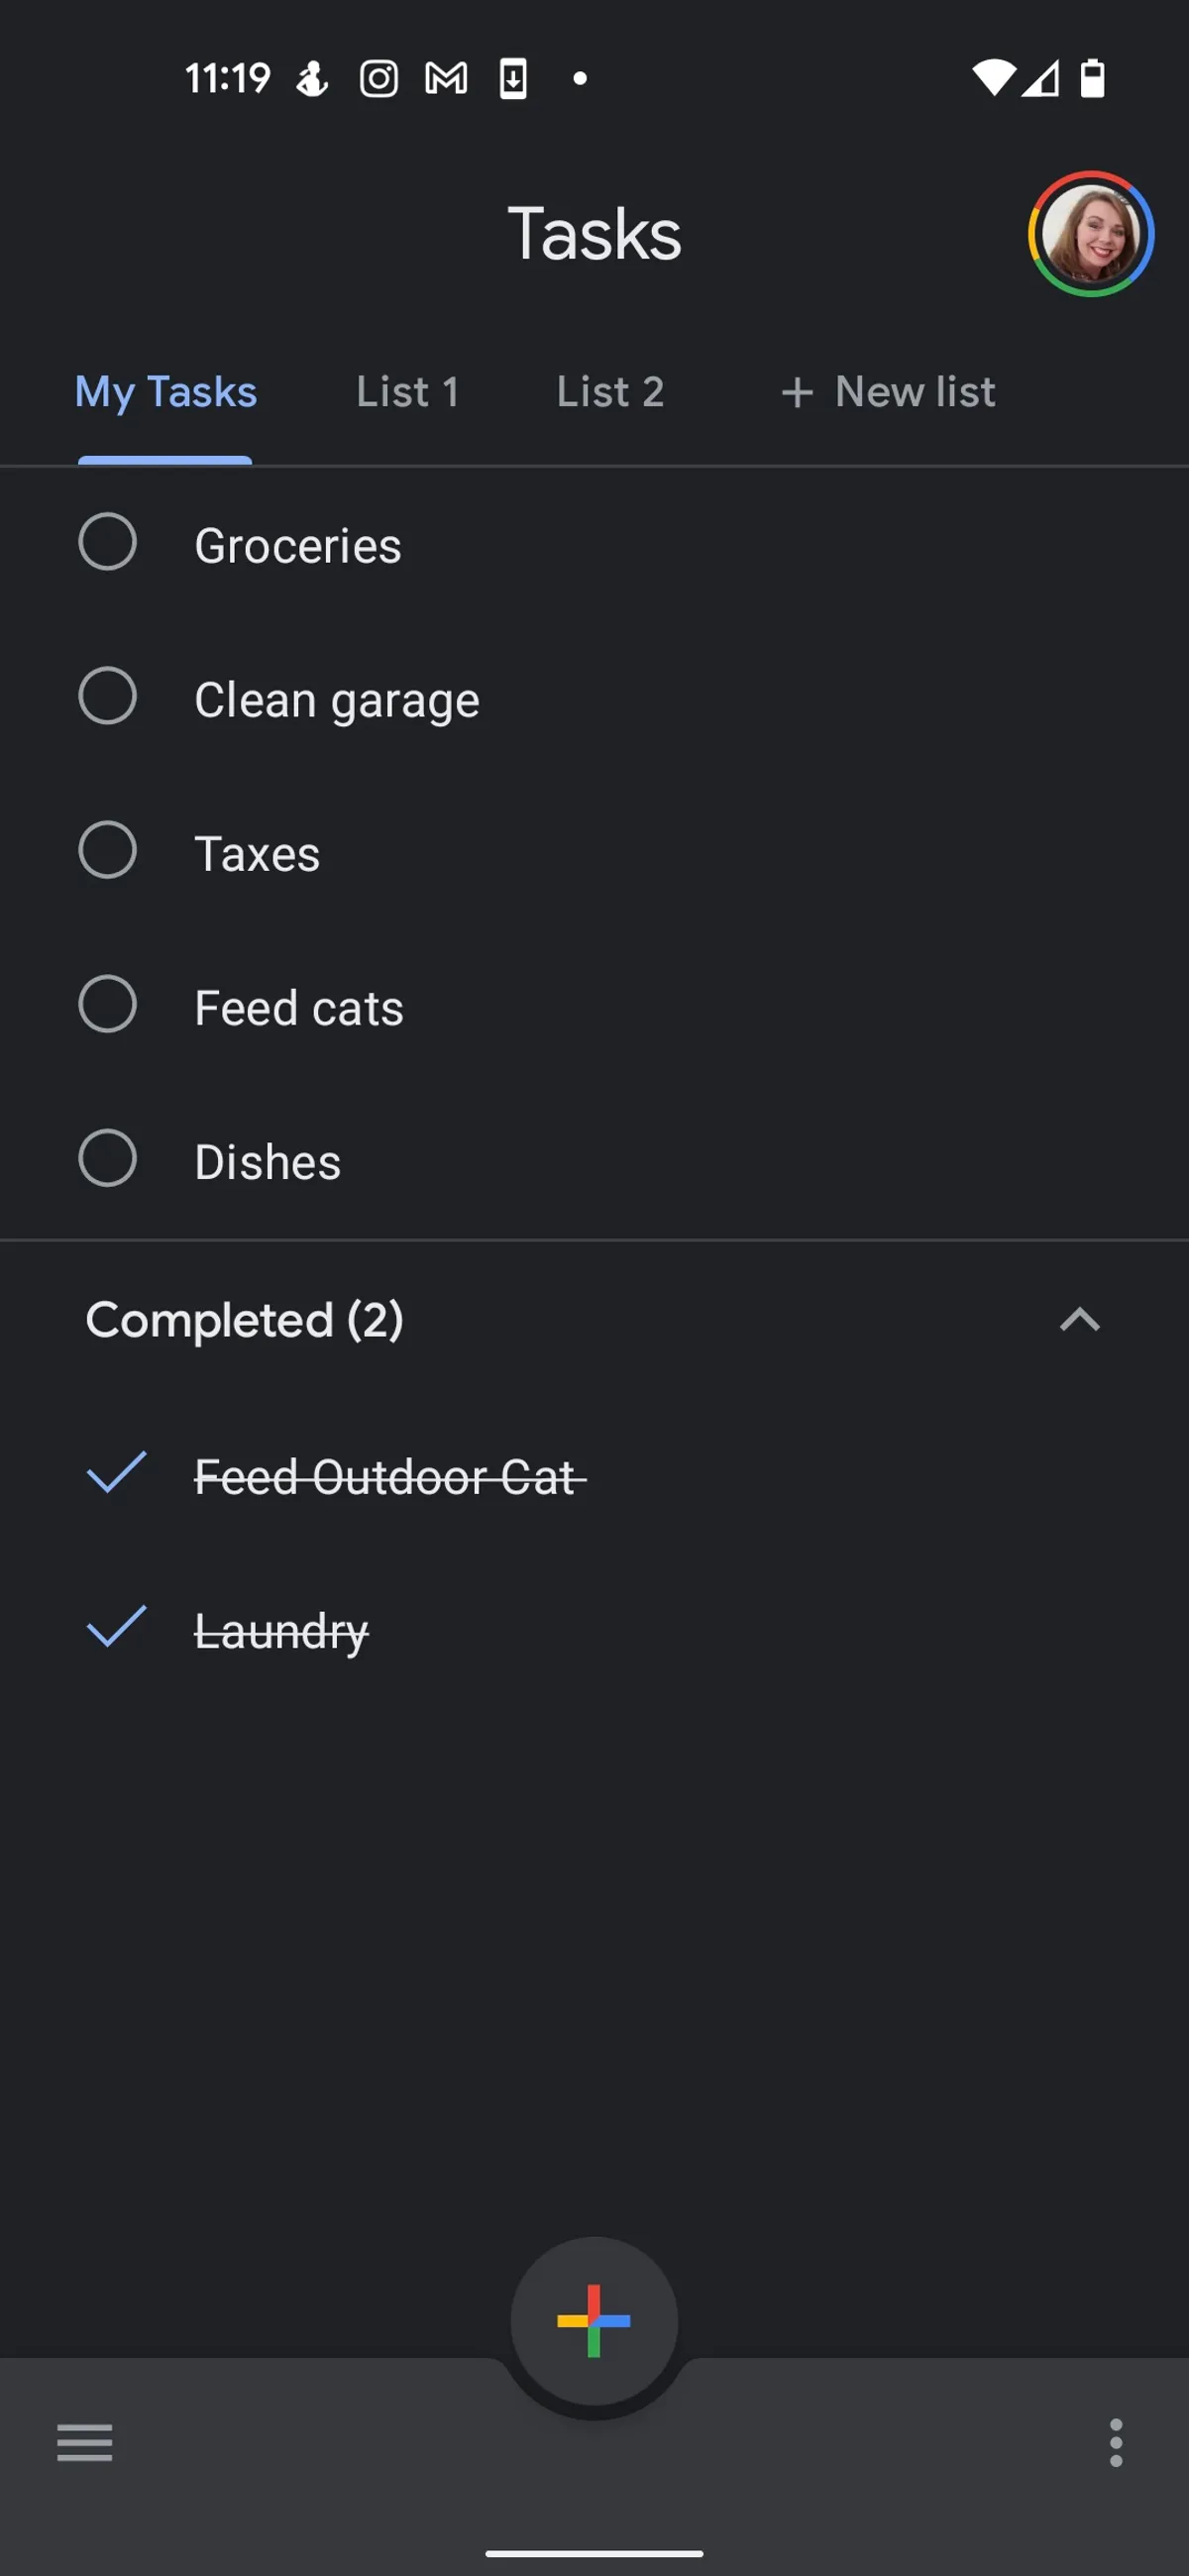 11:19
Tasks
My Tasks List 1 List 2 + New list
Groceries
Clean garage
Taxes
Feed cats
Dishes
Completed (2)
Feed Outdoor Cat
Laundry